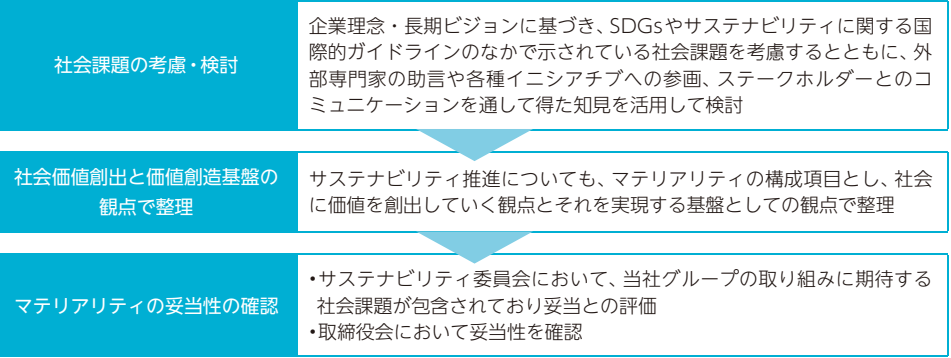 社会課題の考慮・検討
企業理念・長期ビジョンに基づき、SDGsやサステナビリティに関する国
際的ガイドラインのなかで示されている社会課題を考慮するとともに、外
部専門家の助言や各種イニシアチブへの参画、ステークホルダーとのコ
ミュニケーションを通して得た知見を活用して検討
社会価値創出と価値創造基盤の
観点で整理
サステナビリティ推進についても、マテリアリティの構成項目とし、社会
に価値を創出していく観点とそれを実現する基盤としての観点で整理
マテリアリティの妥当性の確認
・サステナビリティ委員会において、当社グループの取り組みに期待する
社会課題が包含されており妥当との評価
・取締役会において妥当性を確認